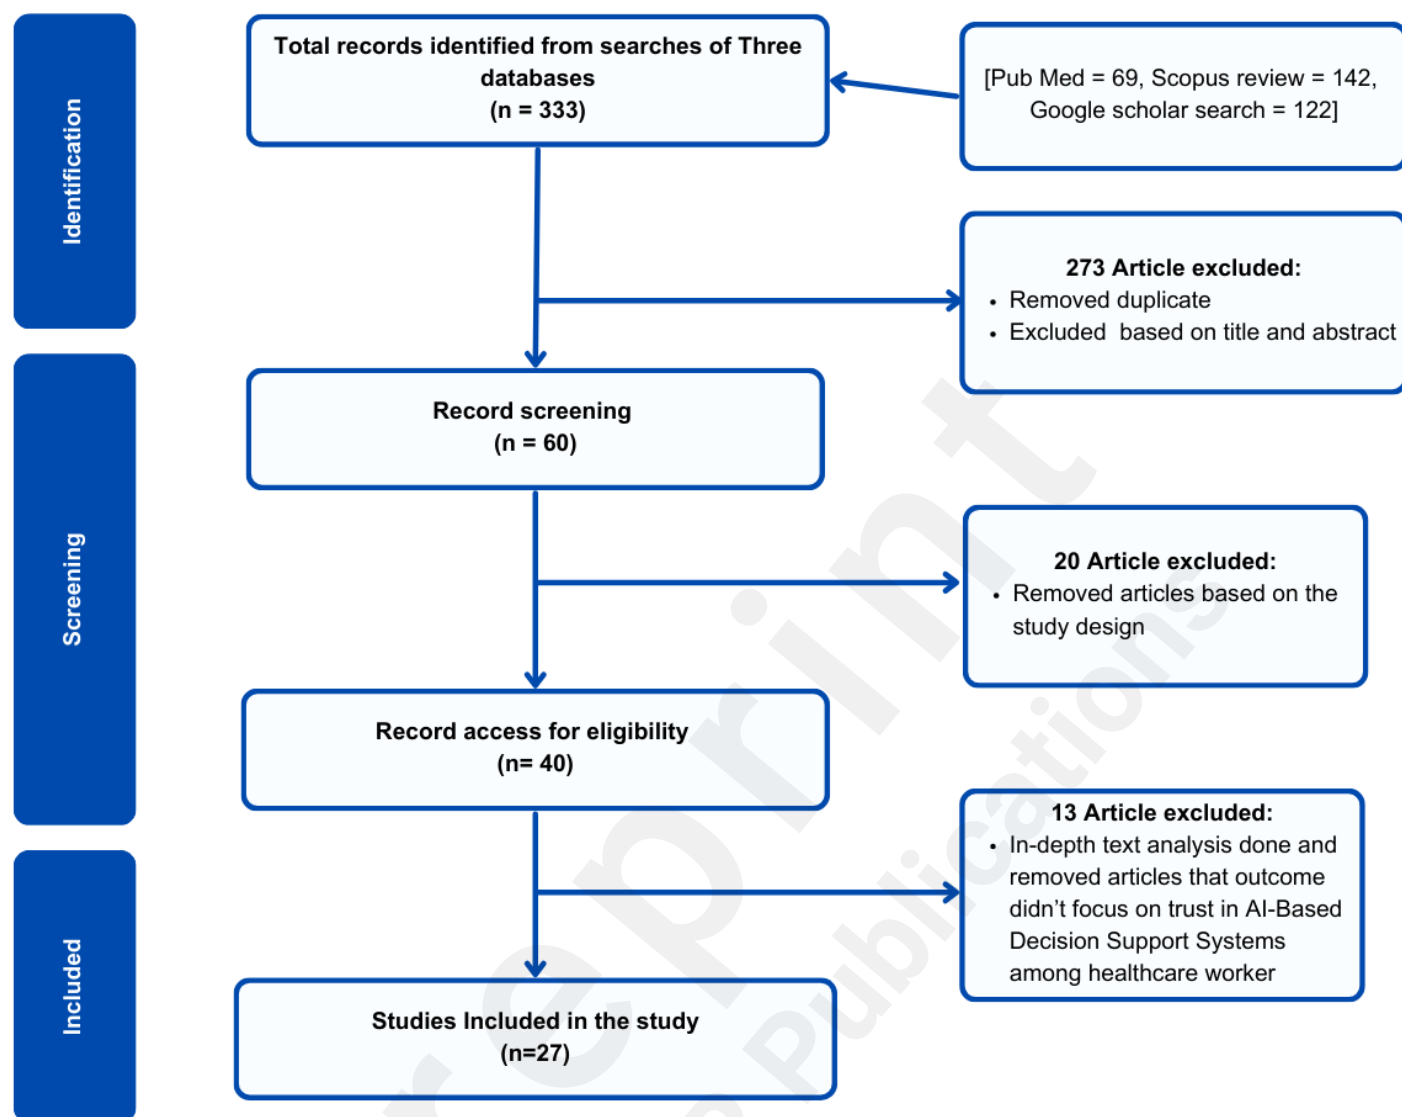 Identification
Total records identified from searches of Three
databases
(n = 333)
[Pub Med = 69, Scopus review = 142,
Google scholar search = 122]
273 Article excluded:
• Removed duplicate
• Excluded based on title and abstract
Screening
Record screening
(n = 60)
20 Article excluded:
• Removed articles based on the
study design
Record access for eligibility
(n= 40)
13 Article excluded:
• In-depth text analysis done and
removed articles that outcome
didn’t focus on trust in AI-Based
Decision Support Systems
among healthcare worker
Included
Studies Included in the study
(n=27)
eprint
Publications